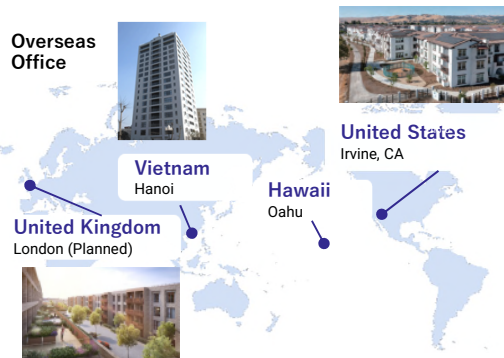 Overseas
Office
United States
Irvine, CA
Vietnam
Hanoi
Hawaii
Oahu
United Kingdom
London (Planned)